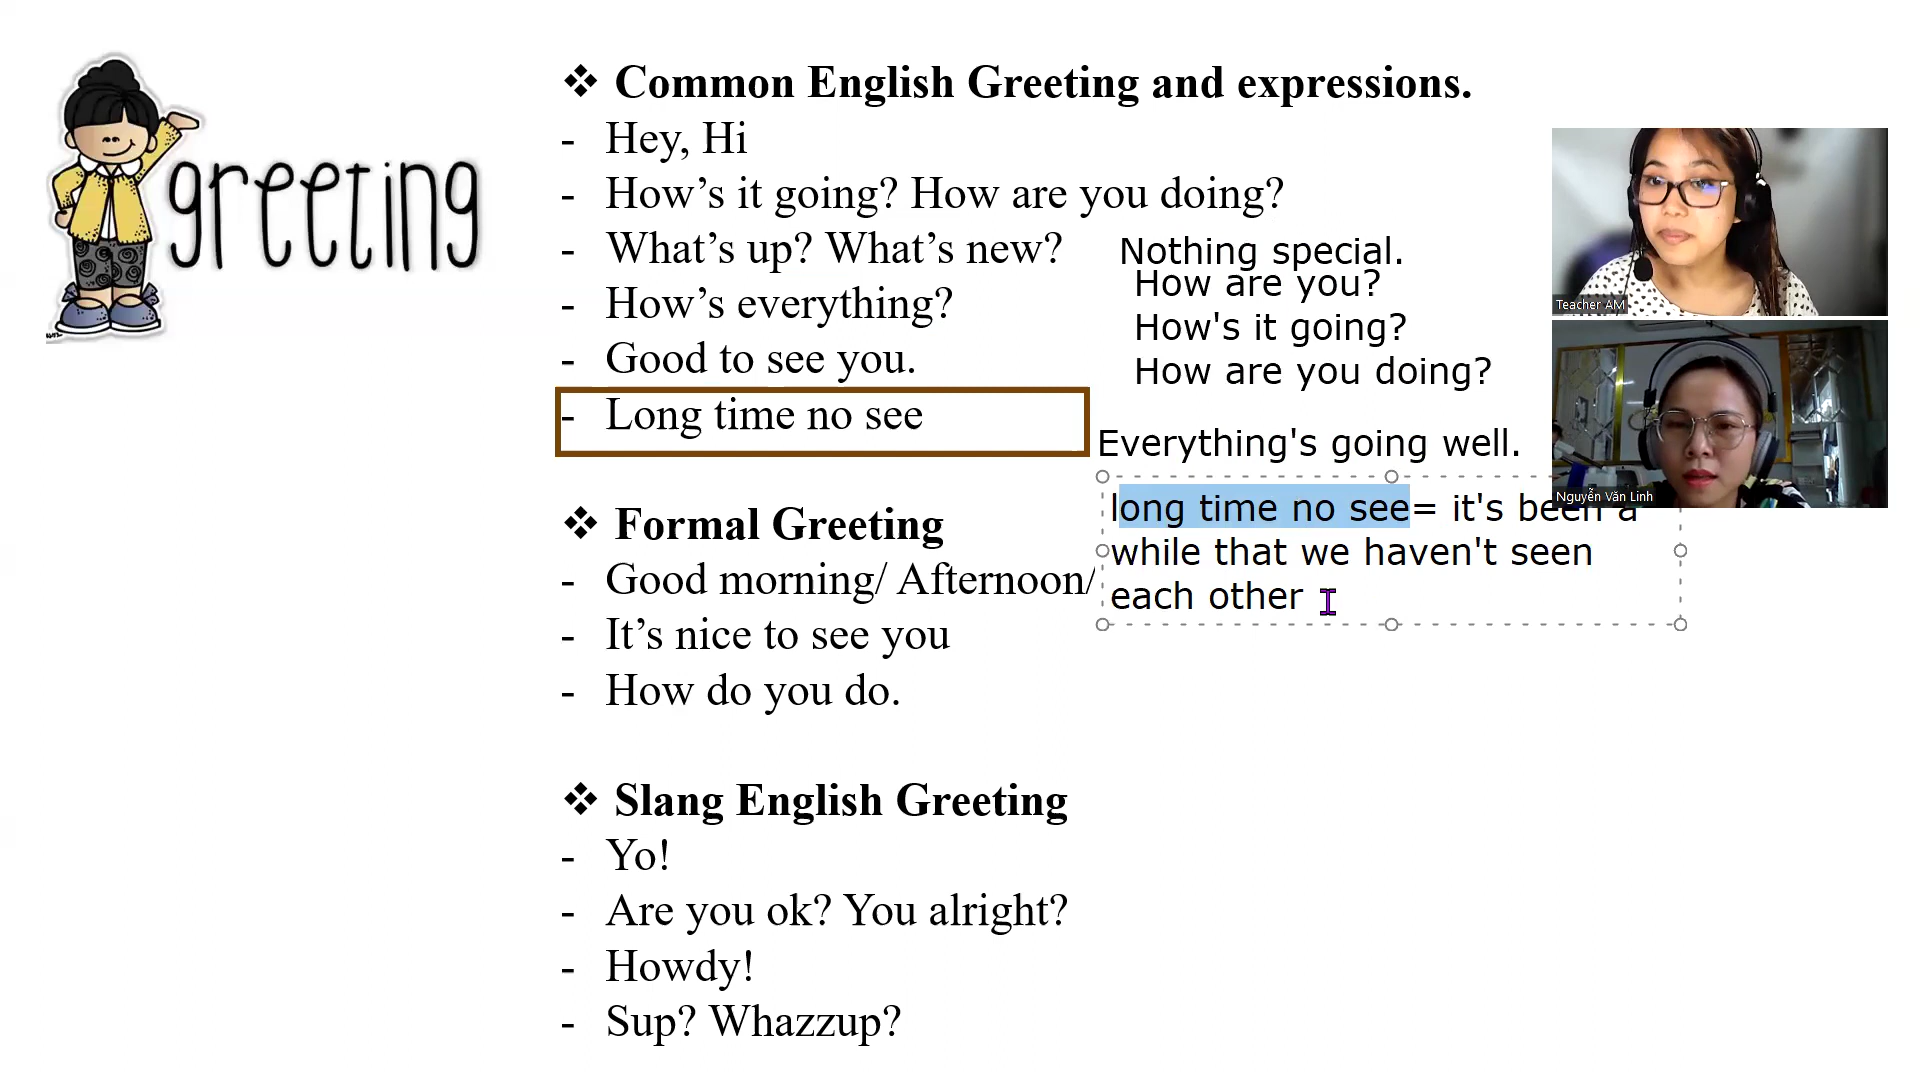 greeting
❖ Common English Greeting and expressions.
- Hey, Hi
- How’s it going? How are you doing?
- What’s up? What’s new?
- How’s everything?
- Good to see you.
- Long time no see
❖ Formal Greeting
- Good morning/ Afternoon/
- It’s nice to see you
- How do you do.
❖ Slang English Greeting
- Yo!
- Are you ok? You alright?
- Howdy!
- Sup? Whazzup?
Nothing special.
How are you?
How's it going?
How are you doing?
Everything's going well.
long time no see= it's been a
while that we haven't seen
each other
Teacher AM
Nguyễn Văn Linh